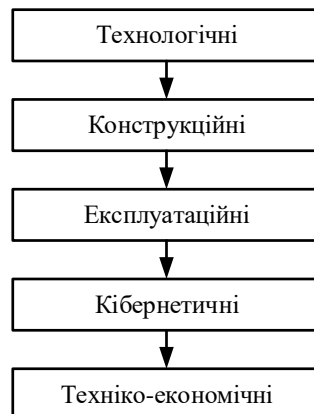 Технологічні
Конструкційні
Експлуатаційні
Кібернетичні
Техніко-економічні